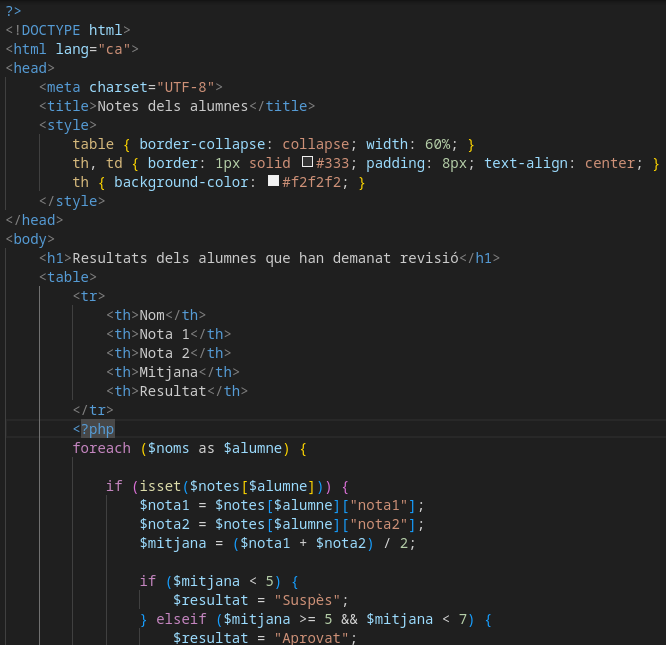 ?>
<!DOCTYPE html>
<html lang="ca">
<head>
    <meta charset="UTF-8">
    <title>Notes dels alumnes</title>
    <style>
        table { border-collapse: collapse; width: 60%; }
        th, td { border: 1px solid #333; padding: 8px; text-align: center; }
        th { background-color: #f2f2f2; }
    </style>
</head>
<body>
    <h1>Resultats dels alumnes que han demanat revisió</h1>
    <table>
        <tr>
            <th>Nom</th>
            <th>Nota 1</th>
            <th>Nota 2</th>
            <th>Mitjana</th>
            <th>Resultat</th>
        </tr>
        <?php
        foreach ($noms as $alumne) {

            if (isset($notes[$alumne])) {
                $nota1 = $notes[$alumne]["nota1"];
                $nota2 = $notes[$alumne]["nota2"];
                $mitjana = ($nota1 + $nota2) / 2;

                if ($mitjana < 5) {
                    $resultat = "Suspès";
                } elseif ($mitjana >= 5 && $mitjana < 7) {
                    $resultat = "Aprovat";